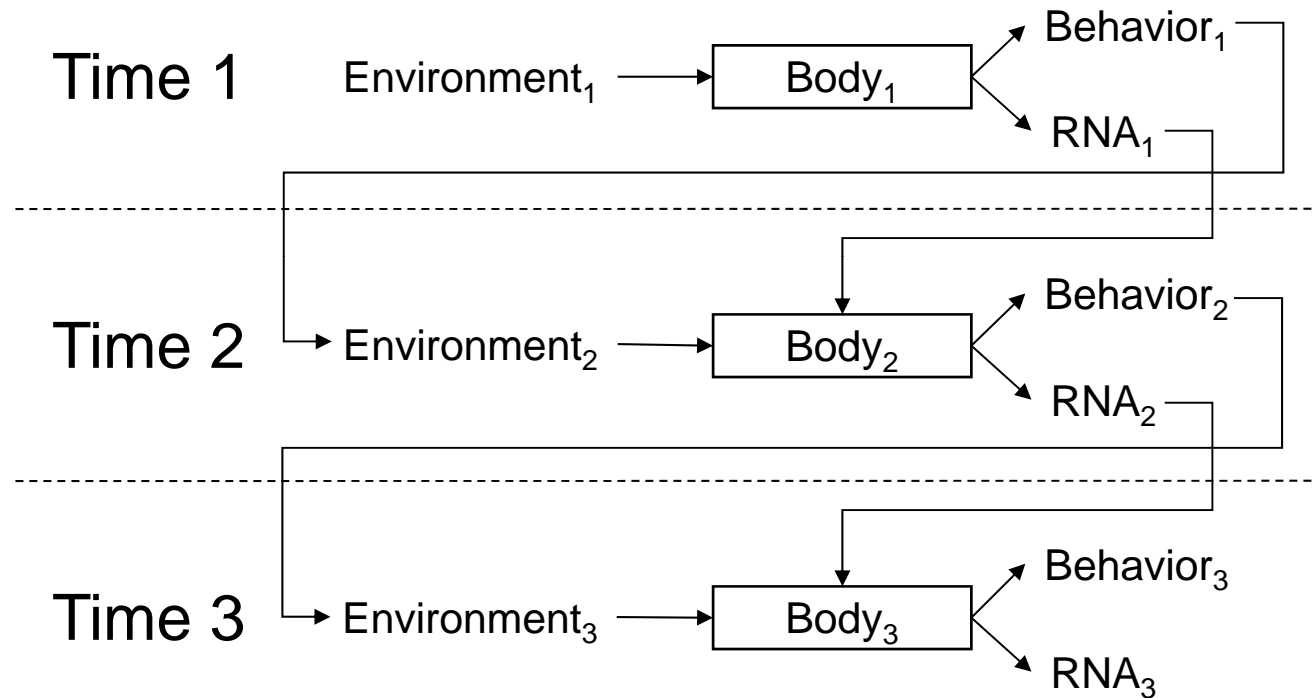 Behavior₁
Time 1 Environment₁ Body₁
RNA₁
Behavior₂
Time 2 Environment₂ Body₂
RNA₂
Behavior₃
Time 3 Environment₃ Body₃
RNA₃